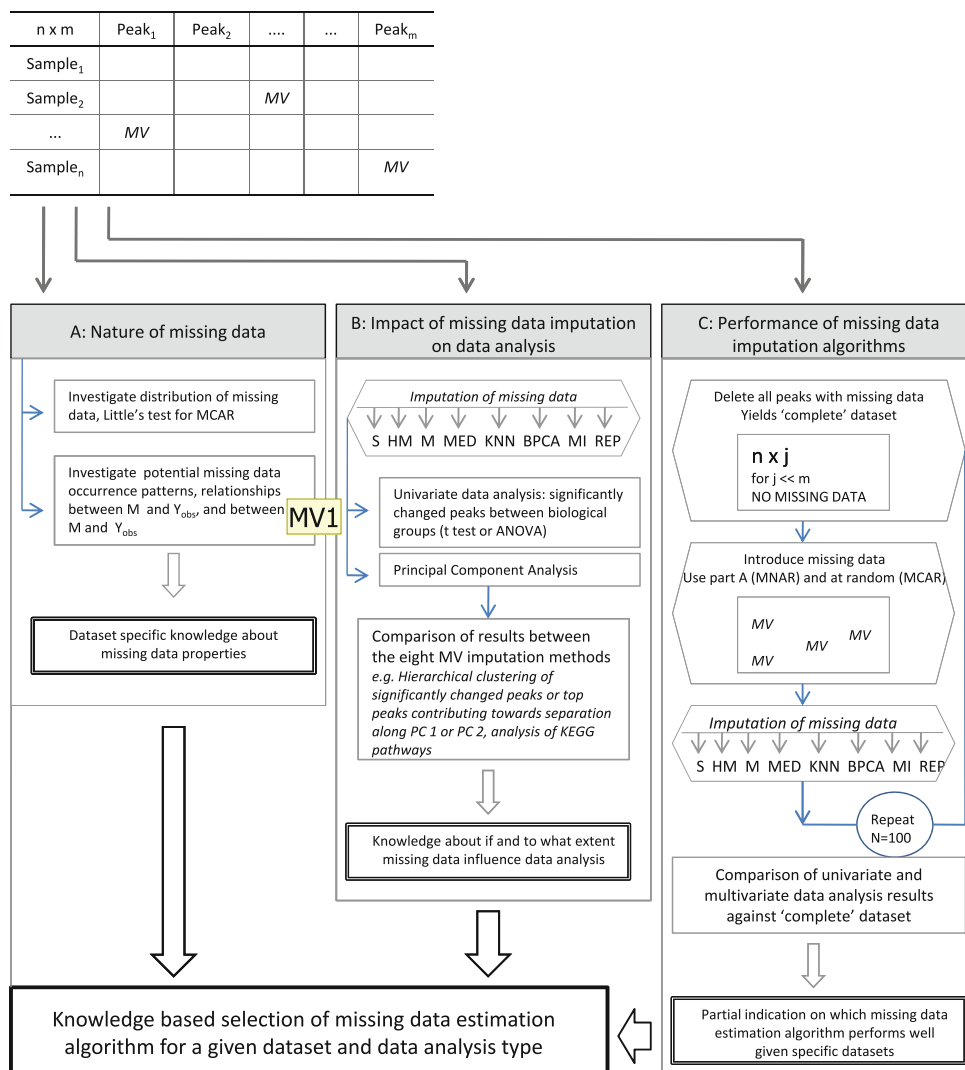 n x m Peak1 Peak2 .... ... Peakm
Sample1
Sample2 MV
... MV
Samplen MV
A: Nature of missing data
Investigate distribution of missing
data, Little's test for MCAR
Investigate potential missing data
occurrence patterns, relationships
between M and Yobs, and between
M and Yobs
MV1
Dataset specific knowledge about
missing data properties
B: Impact of missing data imputation
on data analysis
Imputation of missing data
S HM M MED KNN BPCA MI REP
Univariate data analysis: significantly
changed peaks between biological
groups (t test or ANOVA)
Principal Component Analysis
Comparison of results between
the eight MV imputation methods
e.g. Hierarchical clustering of
significantly changed peaks or top
peaks contributing towards separation
along PC 1 or PC 2, analysis of KEGG
pathways
Knowledge about if and to what extent
missing data influence data analysis
C: Performance of missing data
imputation algorithms
Delete all peaks with missing data
Yields 'complete' dataset
n x j
for j << m
NO MISSING DATA
Introduce missing data
Use part A (MNAR) and at random (MCAR)
MV
MV
MV
MV
Imputation of missing data
S HM M MED KNN BPCA MI REP
Repeat
N=100
Comparison of univariate and
multivariate data analysis results
against 'complete' dataset
Partial indication on which missing data
estimation algorithm performs well
given specific datasets
Knowledge based selection of missing data estimation
algorithm for a given dataset and data analysis type